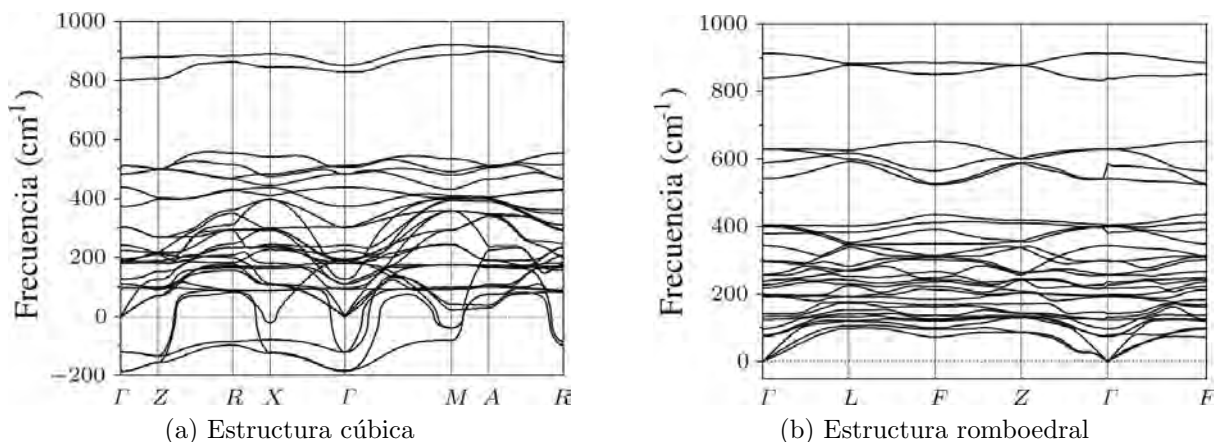 Frecuencia (cm⁻¹)
1000
800
600
400
200
0
−200
Γ Z R X Γ M A R
(a) Estructura cúbica
Frecuencia (cm⁻¹)
1000
800
600
400
200
0
Γ L F Z Γ F
(b) Estructura romboedral